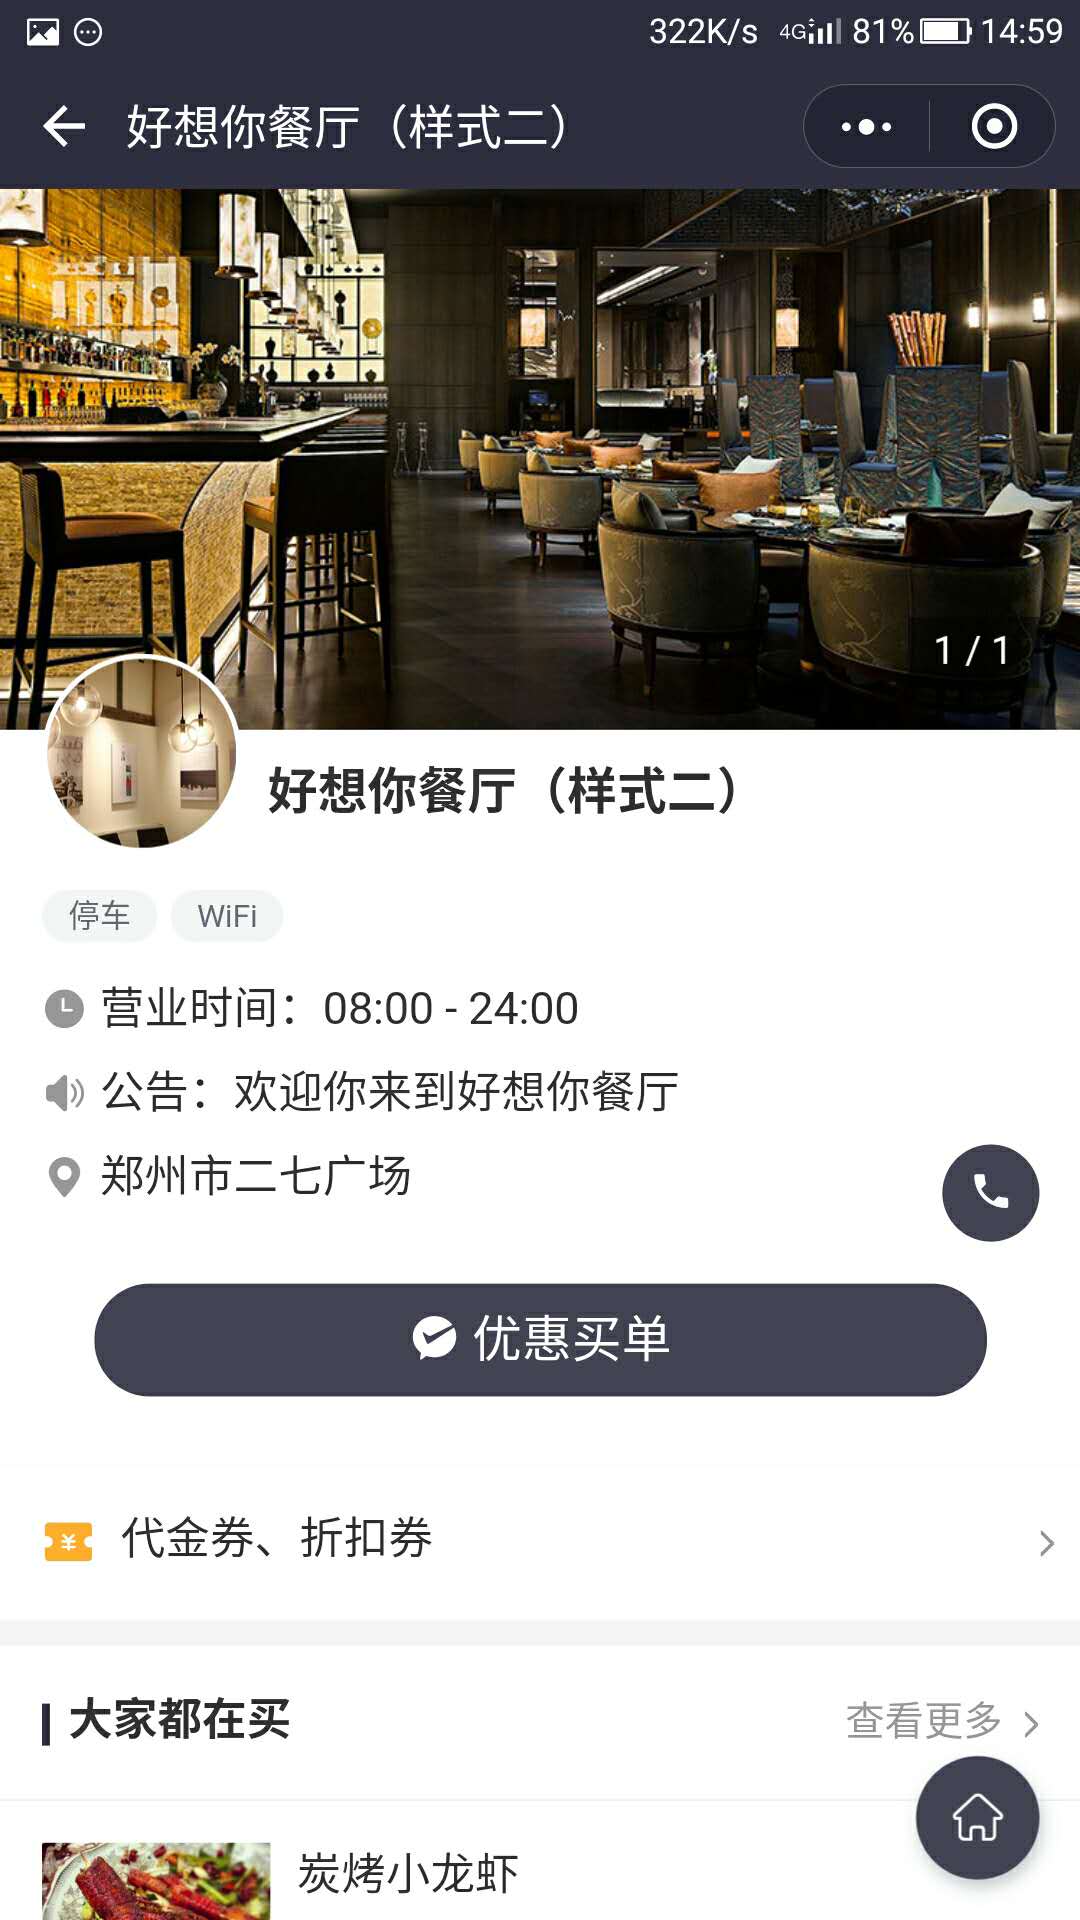 322K/s 4G 81% 14:59
好想你餐厅（样式二）
1 / 1
好想你餐厅（样式二）
停车 WiFi
营业时间：08:00 - 24:00
公告：欢迎你来到好想你餐厅
郑州市二七广场
优惠买单
¥ 代金券、折扣券
大家都在买 查看更多
炭烤小龙虾